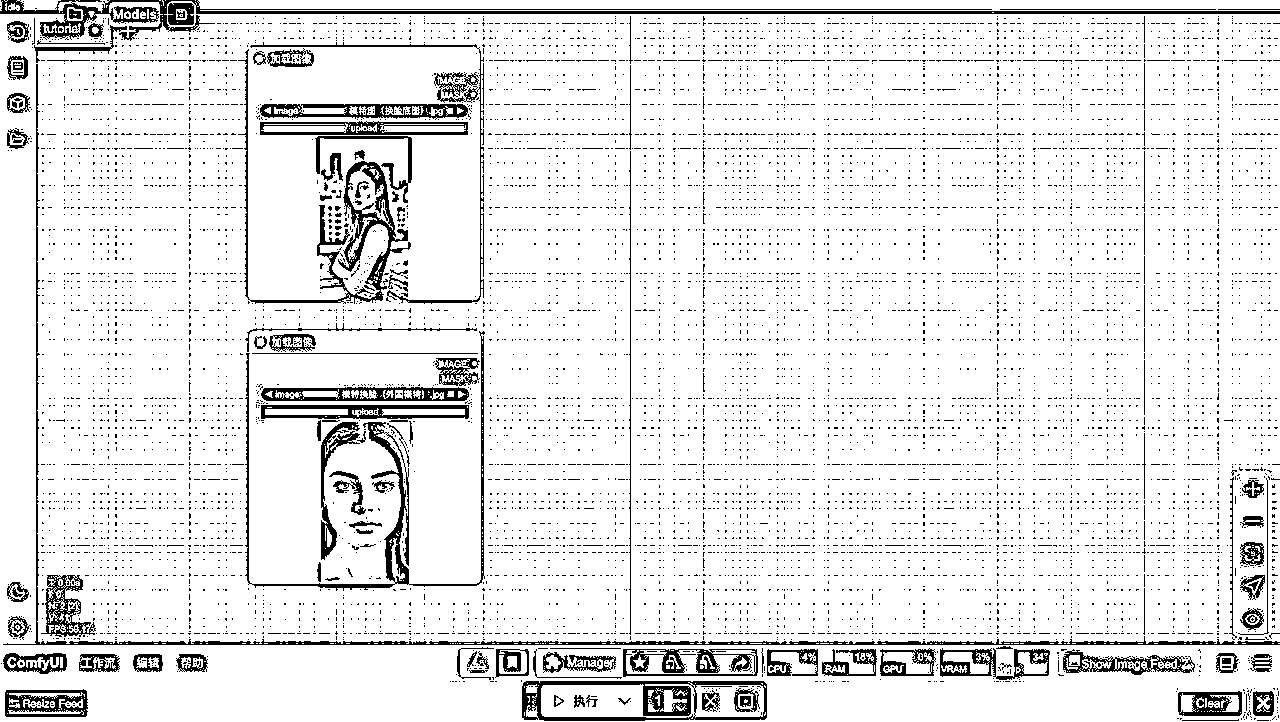 Idle
Models
tutorial
加载图像
IMAGE
MASK
image 模特图 (换脸底图) .jpg
upload
加载图像
IMAGE
MASK
image 模特换脸 (外国模特) .jpg
upload
ComfyUI 工作流 编辑 帮助
Manager
CPU
RAM
GPU
VRAM
Show Image Feed
Resize Feed
执行
Clear